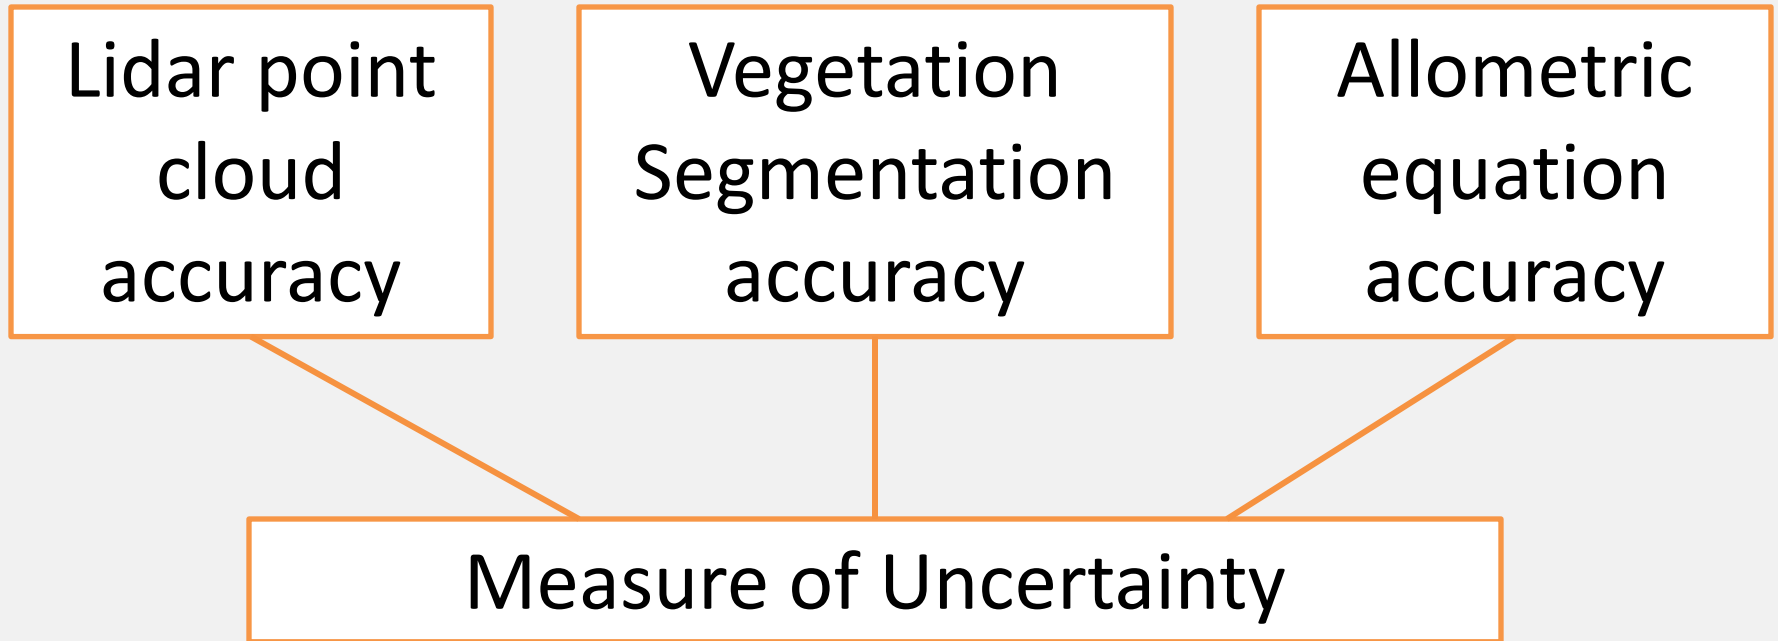 Lidar point
cloud
accuracy
Vegetation
Segmentation
accuracy
Allometric
equation
accuracy
Measure of Uncertainty